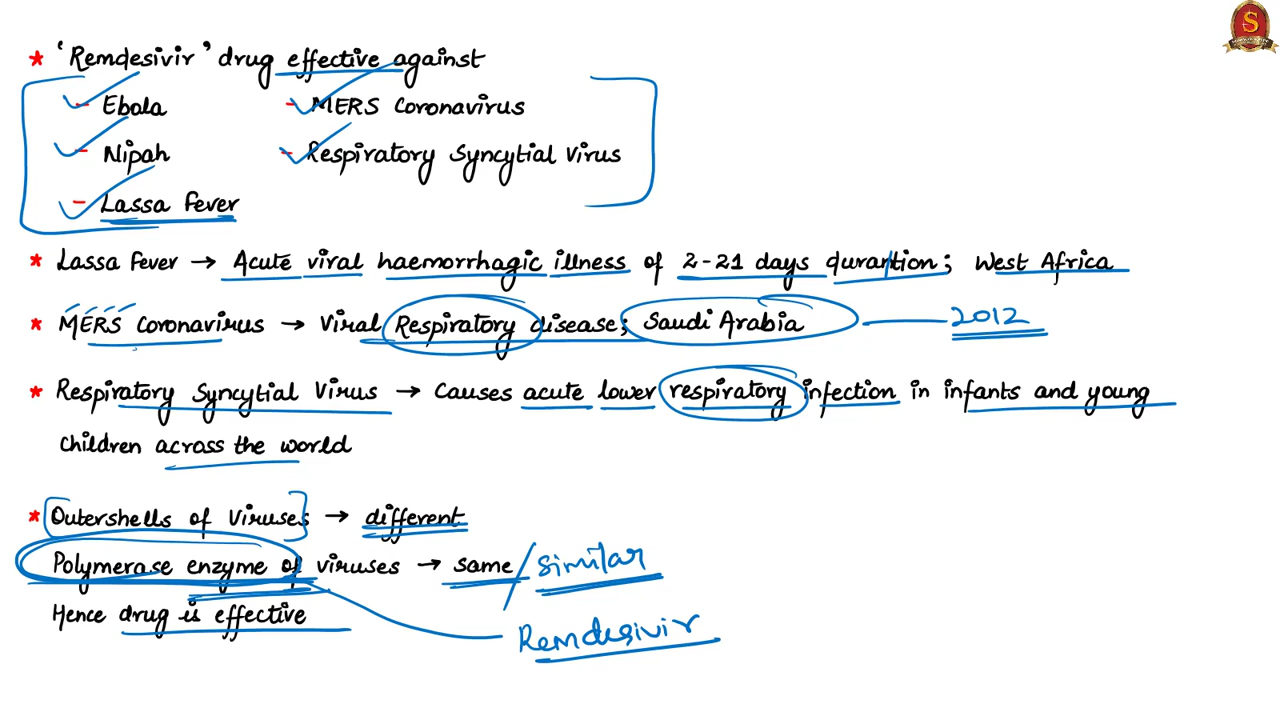 * 'Remdesivir' drug effective against
- Ebola - MERS Coronavirus
- Nipah - Respiratory Syncytial Virus
- Lassa Fever
* Lassa Fever → Acute viral haemorrhagic illness of 2-21 days qurartion; West Africa
* MERS Coronavirus → Viral Respiratory disease; Saudi Arabia 2012
* Respiratory Syncytial Virus → Causes acute lower respiratory infection in infants and young
children across the world
* Outershells of Viruses → different
Polymerase enzyme of viruses → same / similar
Hence drug is effective
Remdesivir